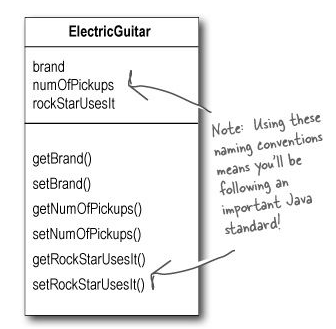 ElectricGuitar
brand
numOfPickups
rockStarUsesIt
getBrand()
setBrand()
getNumOfPickups()
setNumOfPickups()
getRockStarUsesIt()
setRockStarUsesIt()
Note: Using these
naming conventions
means you'll be
following an
important Java
standard!